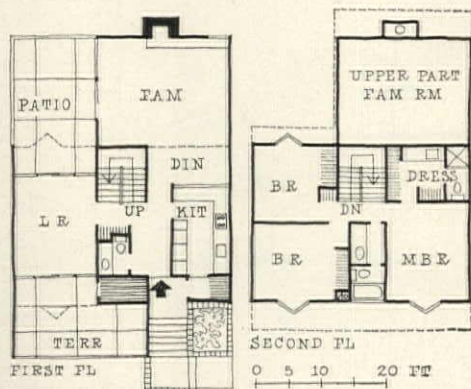 PATIO
FAM
DIN
LR
UP
KIT
TERR
FIRST FL
UPPER PART
FAM RM
BR
DRESS
DN
BR
MBR
SECOND FL
0 5 10 20 FT